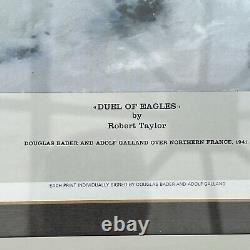 «DUEL OF EAGLES»
by
Robert Taylor
DOUGLAS BADER AND ADOLF GALLAND OVER NORTHERN FRANCE, 1941
EACH PRINT INDIVIDUALLY SIGNED BY DOUGLAS BADER AND ADOLF GALLAND